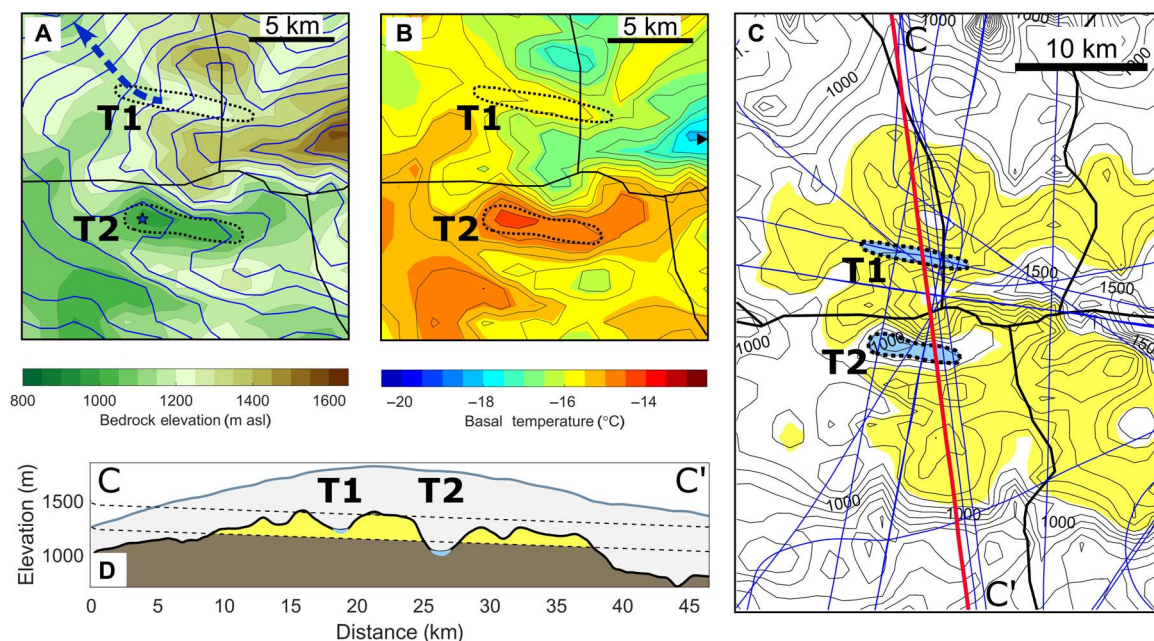 A
5 km
T1
T2
800 1000 1200 1400 1600
Bedrock elevation (m asl)
B
5 km
T1
T2
−20 −18 −16 −14
Basal temperature (°C)
C
C
10 km
1000
1000
1000
1000
T1
1500
1500
1500
T2
1000
1000
1000
1000
C'
C
T1
T2
C'
Elevation (m)
1500
1000
D
0 5 10 15 20 25 30 35 40 45
Distance (km)